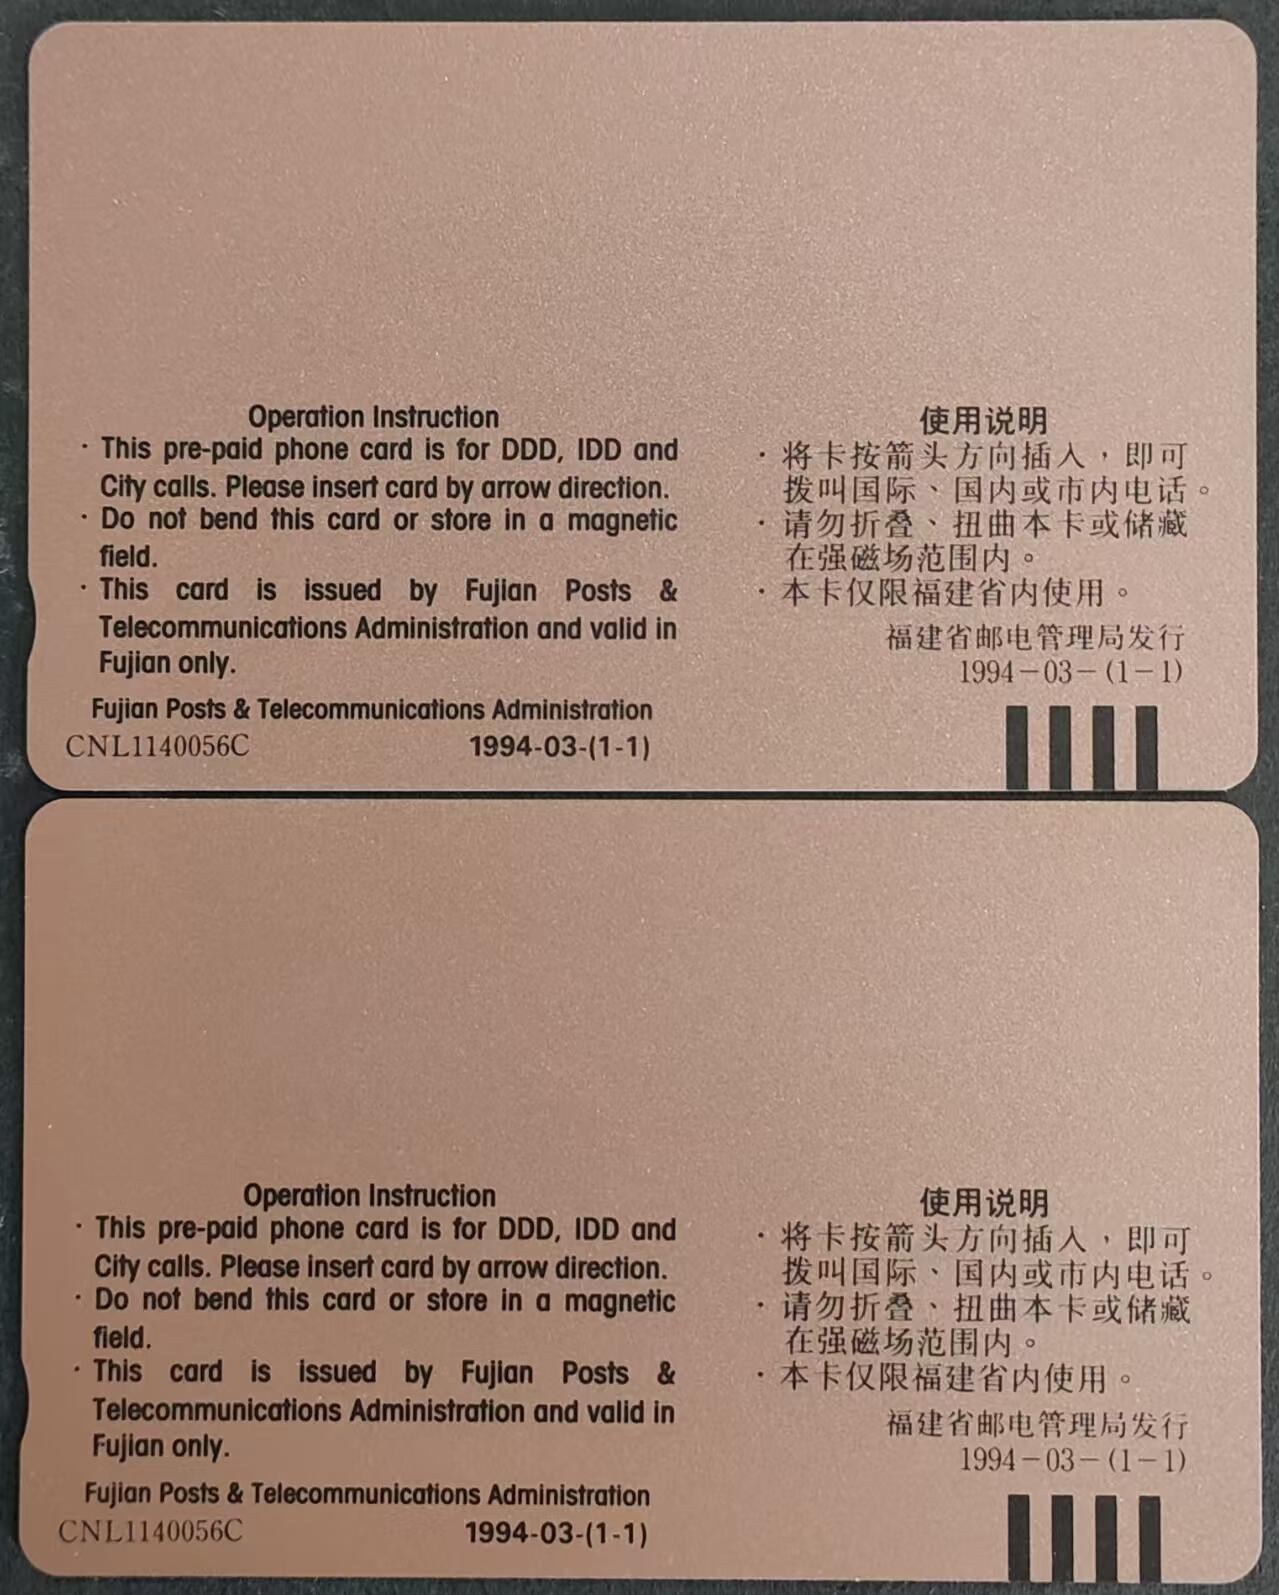 Operation Instruction
· This pre-paid phone card is for DDD, IDD and
City calls. Please insert card by arrow direction.
· Do not bend this card or store in a magnetic
field.
· This card is issued by Fujian Posts &
Telecommunications Administration and valid in
Fujian only.
Fujian Posts & Telecommunications Administration
CNL1140056C 1994-03-(1-1)
使用说明
· 将卡按箭头方向插入，即可
拨叫国际、国内或市内电话。
· 请勿折叠、扭曲本卡或储藏
在强磁场范围内。
· 本卡仅限福建省内使用。
福建省邮电管理局发行
1994-03-(1-1)
Operation Instruction
· This pre-paid phone card is for DDD, IDD and
City calls. Please insert card by arrow direction.
· Do not bend this card or store in a magnetic
field.
· This card is issued by Fujian Posts &
Telecommunications Administration and valid in
Fujian only.
Fujian Posts & Telecommunications Administration
CNL1140056C 1994-03-(1-1)
使用说明
· 将卡按箭头方向插入，即可
拨叫国际、国内或市内电话。
· 请勿折叠、扭曲本卡或储藏
在强磁场范围内。
· 本卡仅限福建省内使用。
福建省邮电管理局发行
1994-03-(1-1)